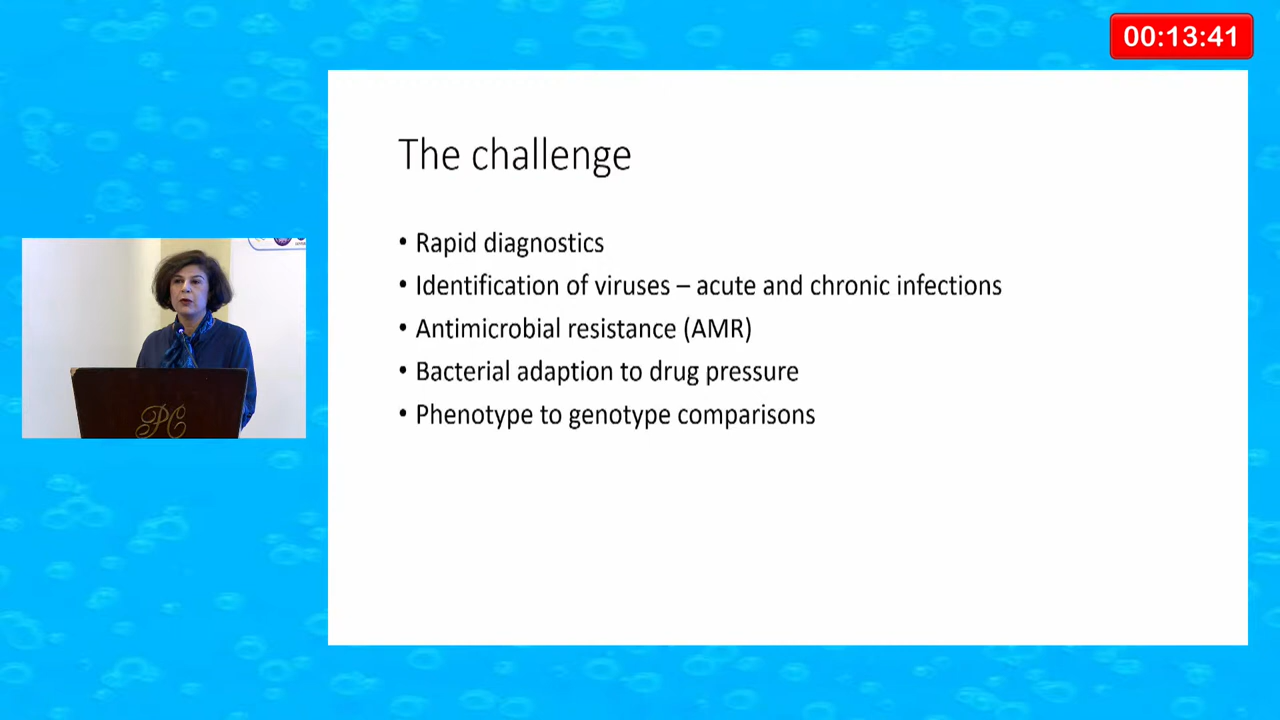 00:13:41
The challenge
• Rapid diagnostics
• Identification of viruses – acute and chronic infections
• Antimicrobial resistance (AMR)
• Bacterial adaption to drug pressure
• Phenotype to genotype comparisons
PC